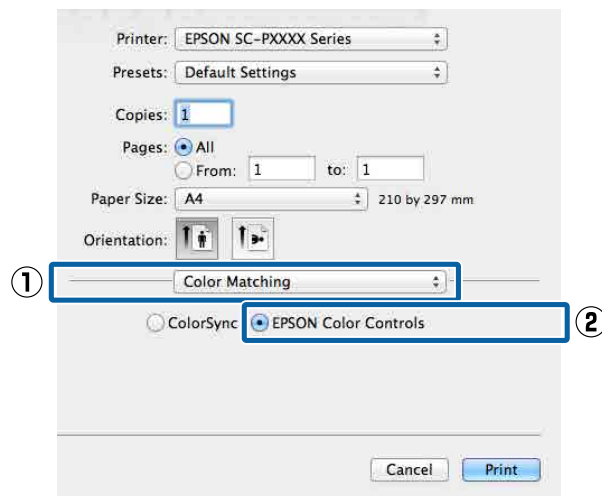 Printer: EPSON SC-PXXXX Series
Presets: Default Settings
Copies: 1
Pages: All
From: 1 to: 1
Paper Size: A4 210 by 297 mm
Orientation:
① Color Matching
ColorSync EPSON Color Controls ②
Cancel Print